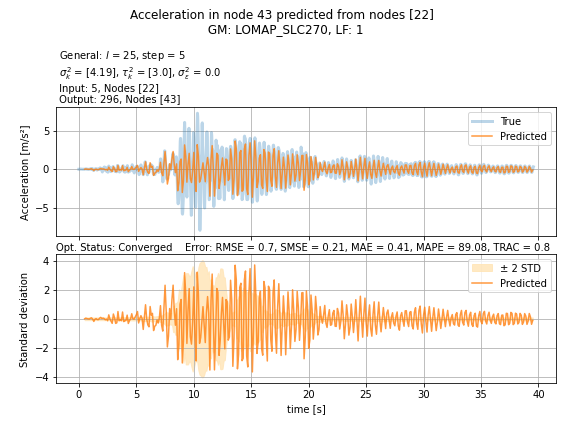 Acceleration in node 43 predicted from nodes [22]
GM: LOMAP_SLC270, LF: 1
General: l = 25, step = 5
σ²_k = [4.19], τ²_k = [3.0], σ²_ε = 0.0
Input: 5, Nodes [22]
Output: 296, Nodes [43]
Acceleration [m/s²]
5
0
−5
True
Predicted
Opt. Status: Converged Error: RMSE = 0.7, SMSE = 0.21, MAE = 0.41, MAPE = 89.08, TRAC = 0.8
Standard deviation
4
2
0
−2
−4
± 2 STD
Predicted
0 5 10 15 20 25 30 35 40
time [s]